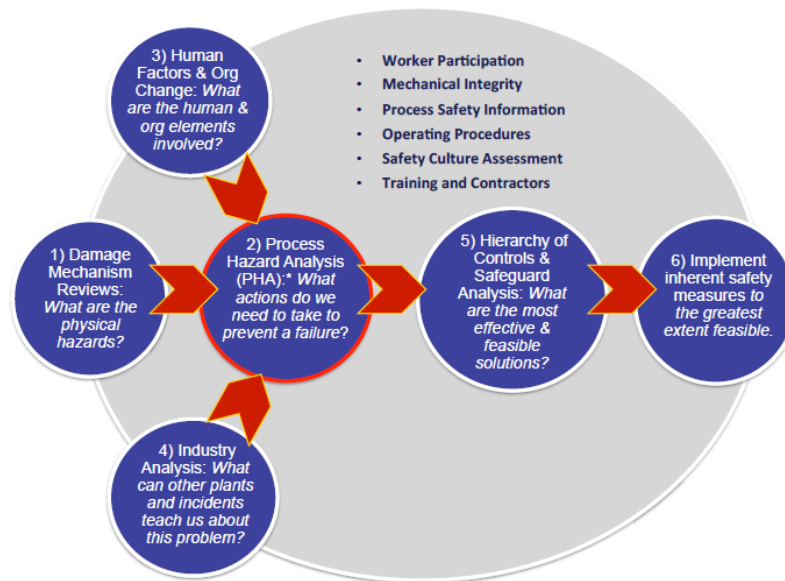 3) Human
Factors & Org
Change: What
are the human &
org elements
involved?
• Worker Participation
• Mechanical Integrity
• Process Safety Information
• Operating Procedures
• Safety Culture Assessment
• Training and Contractors
1) Damage
Mechanism
Reviews:
What are the
physical
hazards?
2) Process
Hazard Analysis
(PHA):* What
actions do we
need to take to
prevent a failure?
5) Hierarchy of
Controls &
Safeguard
Analysis: What
are the most
effective &
feasible
solutions?
6) Implement
inherent safety
measures to
the greatest
extent feasible.
4) Industry
Analysis: What
can other plants
and incidents
teach us about
this problem?